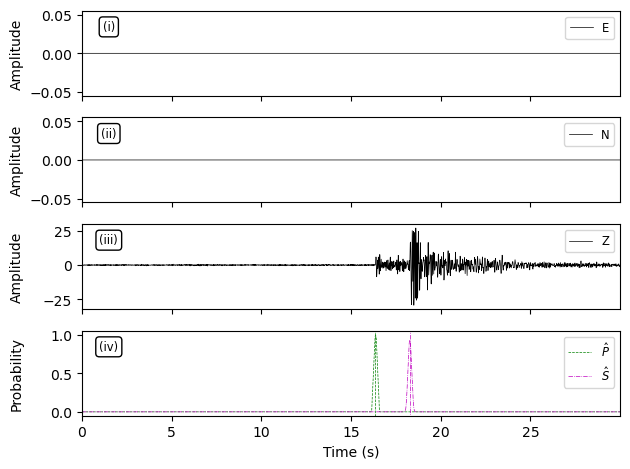 Amplitude
0.05
0.00
−0.05
(i)
E
Amplitude
0.05
0.00
−0.05
(ii)
N
Amplitude
25
0
−25
(iii)
Z
Probability
1.0
0.5
0.0
(iv)
P̂
Ŝ
0 5 10 15 20 25
Time (s)